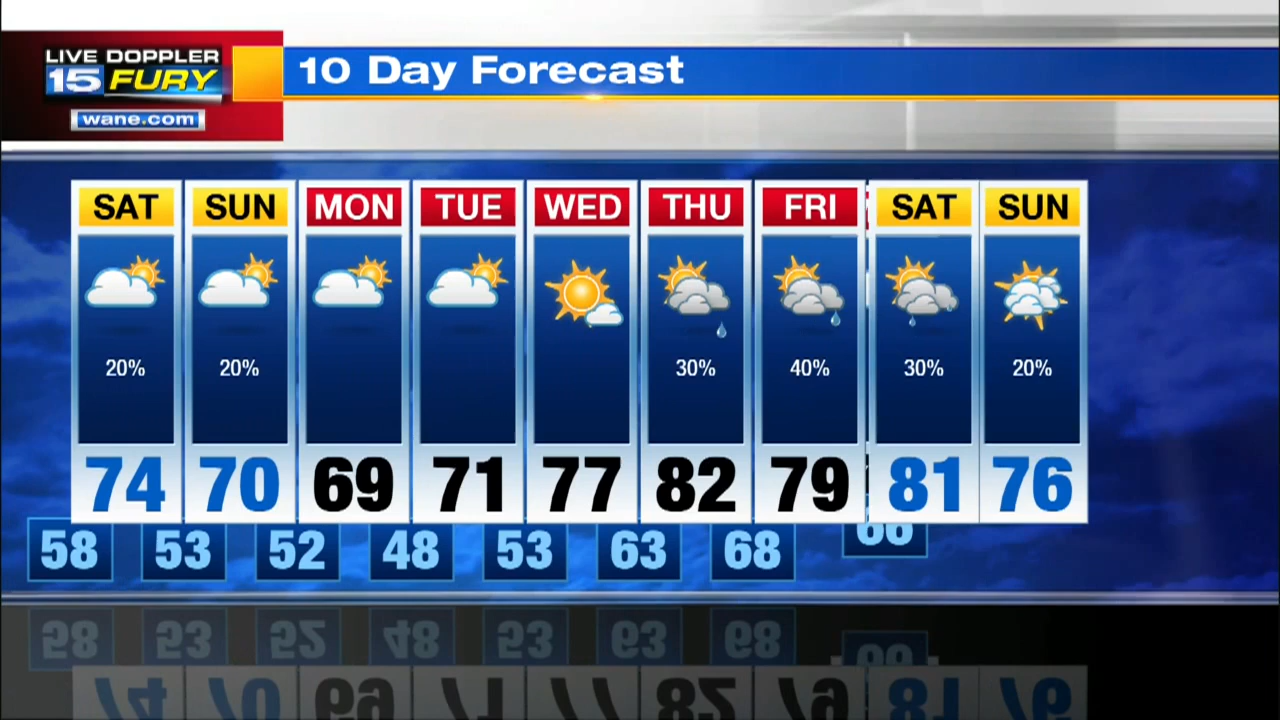 LIVE DOPPLER
15 FURY
wane.com
10 Day Forecast
SAT SUN MON TUE WED THU FRI SAT SUN
20% 20% 30% 40% 30% 20%
74 70 69 71 77 82 79 81 76
58 53 52 48 53 63 68 66